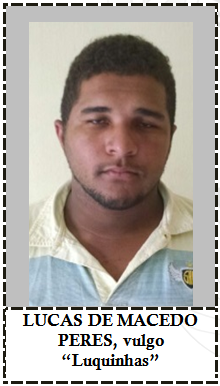 LUCAS DE MACEDO
PERES, vulgo
“Luquinhas”